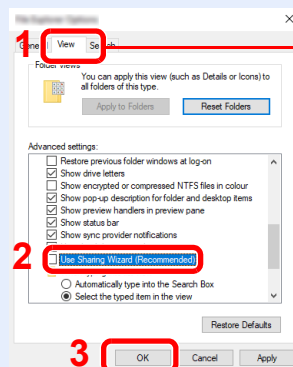 File Explorer Options
1
View
Folder views
You can apply this view (such as Details or Icons) to
all folders of this type.
Apply to Folders
Reset Folders
Advanced settings:
Restore previous folder windows at log-on
Show drive letters
Show encrypted or compressed NTFS files in colour
Show pop-up description for folder and desktop items
Show preview handlers in preview pane
Show status bar
Show sync provider notifications
2
Use Sharing Wizard (Recommended)
Automatically type into the Search Box
Select the typed item in the view
Restore Defaults
3
OK
Cancel
Apply